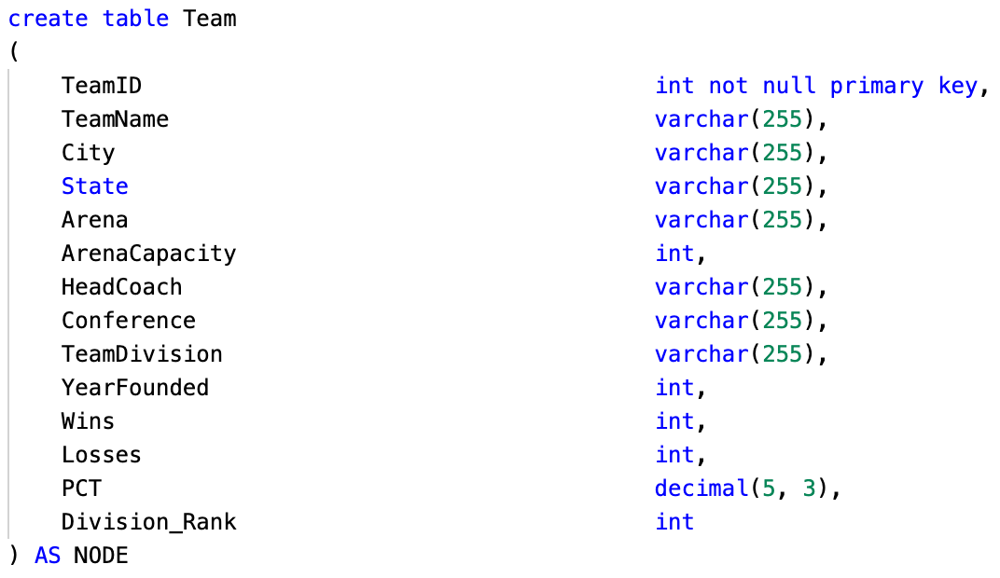 create table Team
(
TeamID int not null primary key,
TeamName varchar(255),
City varchar(255),
State varchar(255),
Arena varchar(255),
ArenaCapacity int,
HeadCoach varchar(255),
Conference varchar(255),
TeamDivision varchar(255),
YearFounded int,
Wins int,
Losses int,
PCT decimal(5, 3),
Division_Rank int
) AS NODE